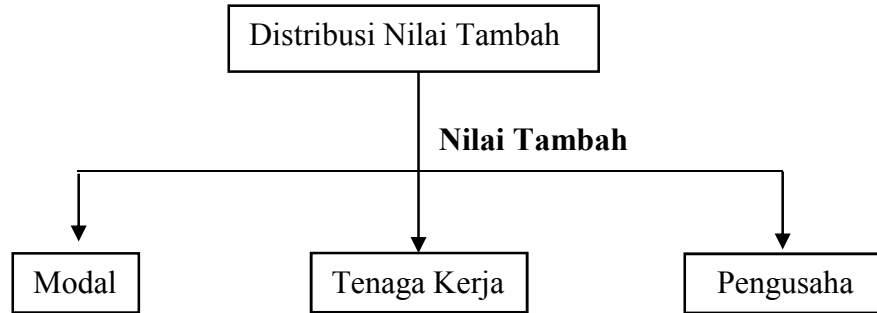 Distribusi Nilai Tambah
Nilai Tambah
Modal
Tenaga Kerja
Pengusaha